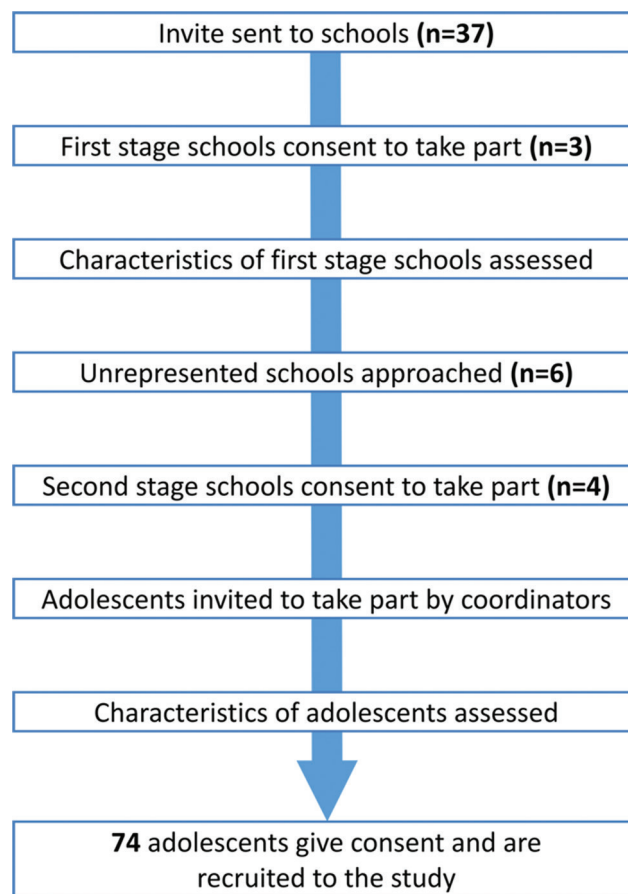 Invite sent to schools (n=37)
First stage schools consent to take part (n=3)
Characteristics of first stage schools assessed
Unrepresented schools approached (n=6)
Second stage schools consent to take part (n=4)
Adolescents invited to take part by coordinators
Characteristics of adolescents assessed
74 adolescents give consent and are
recruited to the study